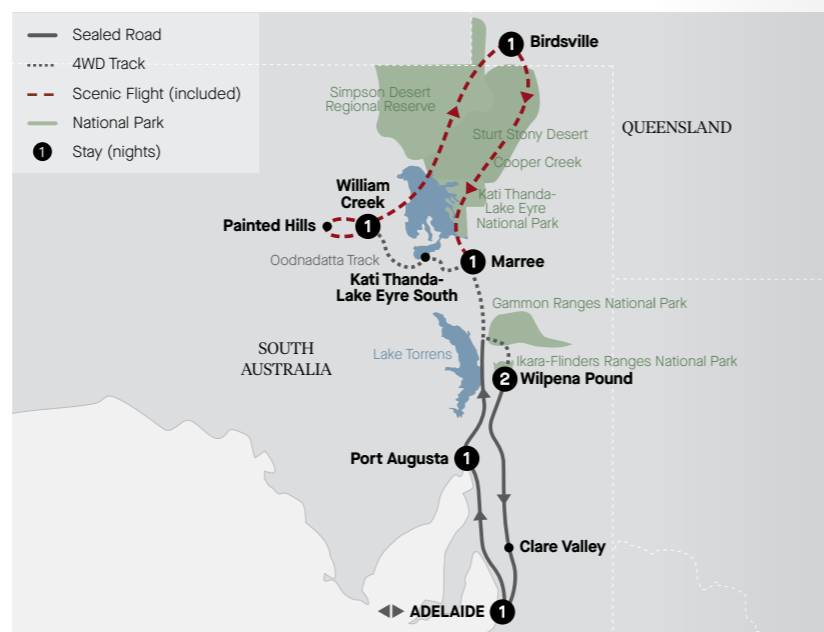 Sealed Road
4WD Track
Scenic Flight (included)
National Park
1 Stay (nights)
1 Birdsville
Simpson Desert
Regional Reserve
Sturt Stony Desert
QUEENSLAND
Cooper Creek
William
Creek
Kati Thanda-
Lake Eyre
National Park
Painted Hills
1
Oodnadatta Track
1 Marree
Kati Thanda-
Lake Eyre South
Gammon Ranges National Park
SOUTH
AUSTRALIA
Lake Torrens
Ikara-Flinders Ranges National Park
2 Wilpena Pound
Port Augusta 1
Clare Valley
ADELAIDE 1